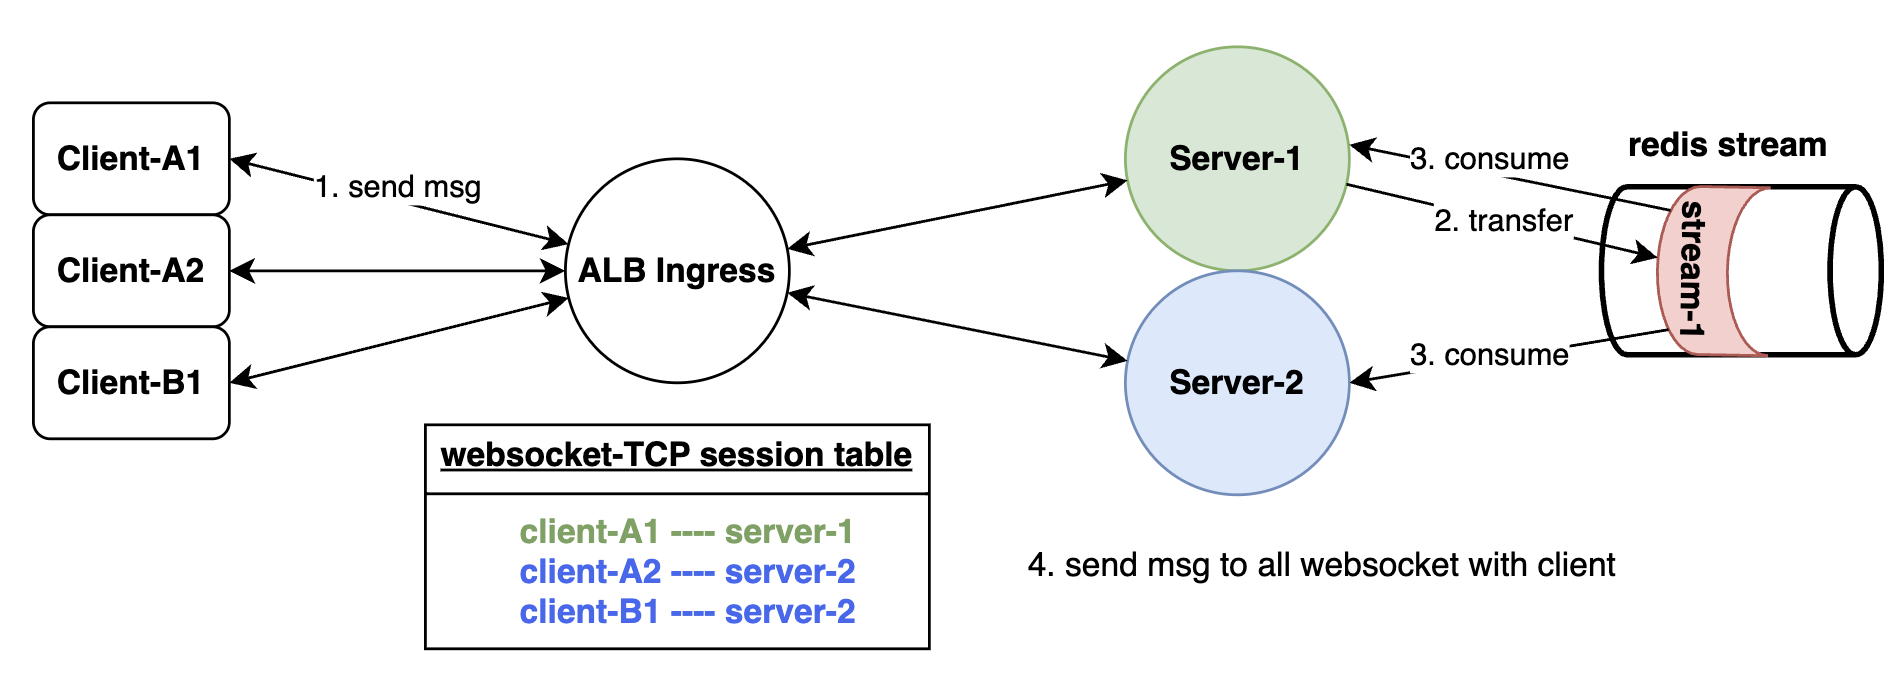 Client-A1
Client-A2
Client-B1
1. send msg
ALB Ingress
Server-1
Server-2
3. consume
2. transfer
3. consume
redis stream
stream-1
websocket-TCP session table
client-A1 ---- server-1
client-A2 ---- server-2
client-B1 ---- server-2
4. send msg to all websocket with client